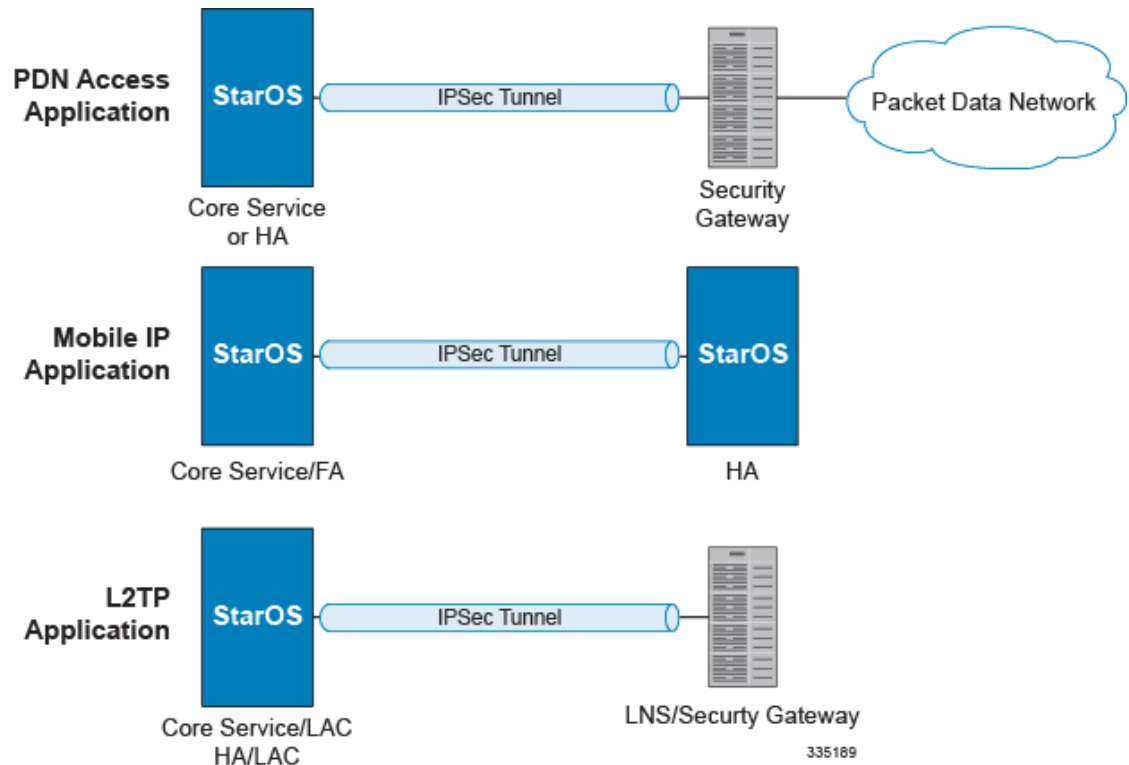 PDN Access
Application
StarOS
IPSec Tunnel
Packet Data Network
Core Service
or HA
Security
Gateway
Mobile IP
Application
StarOS
IPSec Tunnel
StarOS
Core Service/FA
HA
L2TP
Application
StarOS
IPSec Tunnel
Core Service/LAC
HA/LAC
LNS/Securty Gateway
335189